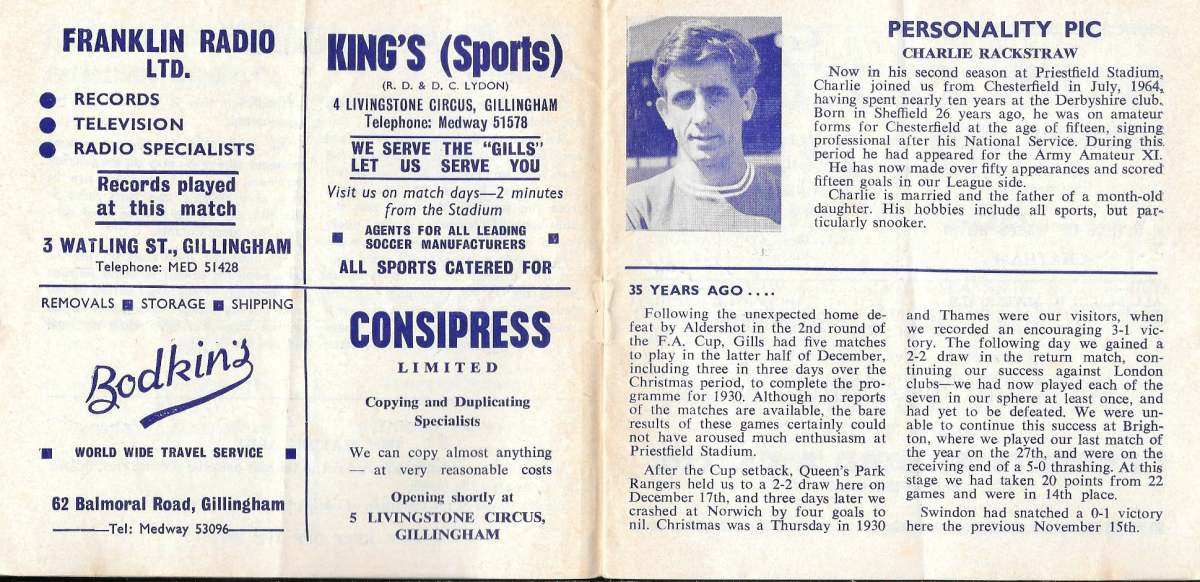 FRANKLIN RADIO
LTD.
RECORDS
TELEVISION
RADIO SPECIALISTS
Records played
at this match
3 WATLING ST., GILLINGHAM
Telephone: MED 51428
KING'S (Sports)
(R. D. & D. C. LYDON)
4 LIVINGSTONE CIRCUS, GILLINGHAM
Telephone: Medway 51578
WE SERVE THE "GILLS"
LET US SERVE YOU
Visit us on match days—2 minutes
from the Stadium
AGENTS FOR ALL LEADING
SOCCER MANUFACTURERS
ALL SPORTS CATERED FOR
REMOVALS ■ STORAGE ■ SHIPPING
Bodkin's
WORLD WIDE TRAVEL SERVICE
62 Balmoral Road, Gillingham
Tel: Medway 53096
CONSIPRESS
LIMITED
Copying and Duplicating
Specialists
We can copy almost anything
— at very reasonable costs
Opening shortly at
5 LIVINGSTONE CIRCUS,
GILLINGHAM
PERSONALITY PIC
CHARLIE RACKSTRAW
Now in his second season at Priestfield Stadium,
Charlie joined us from Chesterfield in July, 1964,
having spent nearly ten years at the Derbyshire club.
Born in Sheffield 26 years ago, he was on amateur
forms for Chesterfield at the age of fifteen, signing
professional after his National Service. During this
period he had appeared for the Army Amateur XI.
He has now made over fifty appearances and scored
fifteen goals in our League side.
Charlie is married and the father of a month-old
daughter. His hobbies include all sports, but par-
ticularly snooker.
35 YEARS AGO ....
Following the unexpected home de-
feat by Aldershot in the 2nd round of
the F.A. Cup, Gills had five matches
to play in the latter half of December,
including three in three days over the
Christmas period, to complete the pro-
gramme for 1930. Although no reports
of the matches are available, the bare
results of these games certainly could
not have aroused much enthusiasm at
Priestfield Stadium.
After the Cup setback, Queen's Park
Rangers held us to a 2-2 draw here on
December 17th, and three days later we
crashed at Norwich by four goals to
nil. Christmas was a Thursday in 1930
and Thames were our visitors, when
we recorded an encouraging 3-1 vic-
tory. The following day we gained a
2-2 draw in the return match, con-
tinuing our success against London
clubs—we had now played each of the
seven in our sphere at least once, and
had yet to be defeated. We were un-
able to continue this success at Brigh-
ton, where we played our last match of
the year on the 27th, and were on the
receiving end of a 5-0 thrashing. At this
stage we had taken 20 points from 22
games and were in 14th place.
Swindon had snatched a 0-1 victory
here the previous November 15th.